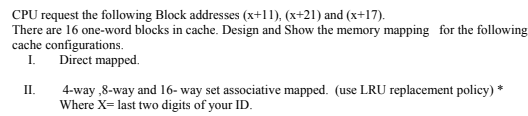 CPU request the following Block addresses (x+11), (x+21) and (x+17).
There are 16 one-word blocks in cache. Design and Show the memory mapping for the following
cache configurations.
I. Direct mapped.
II. 4-way ,8-way and 16- way set associative mapped. (use LRU replacement policy) *
Where X= last two digits of your ID.